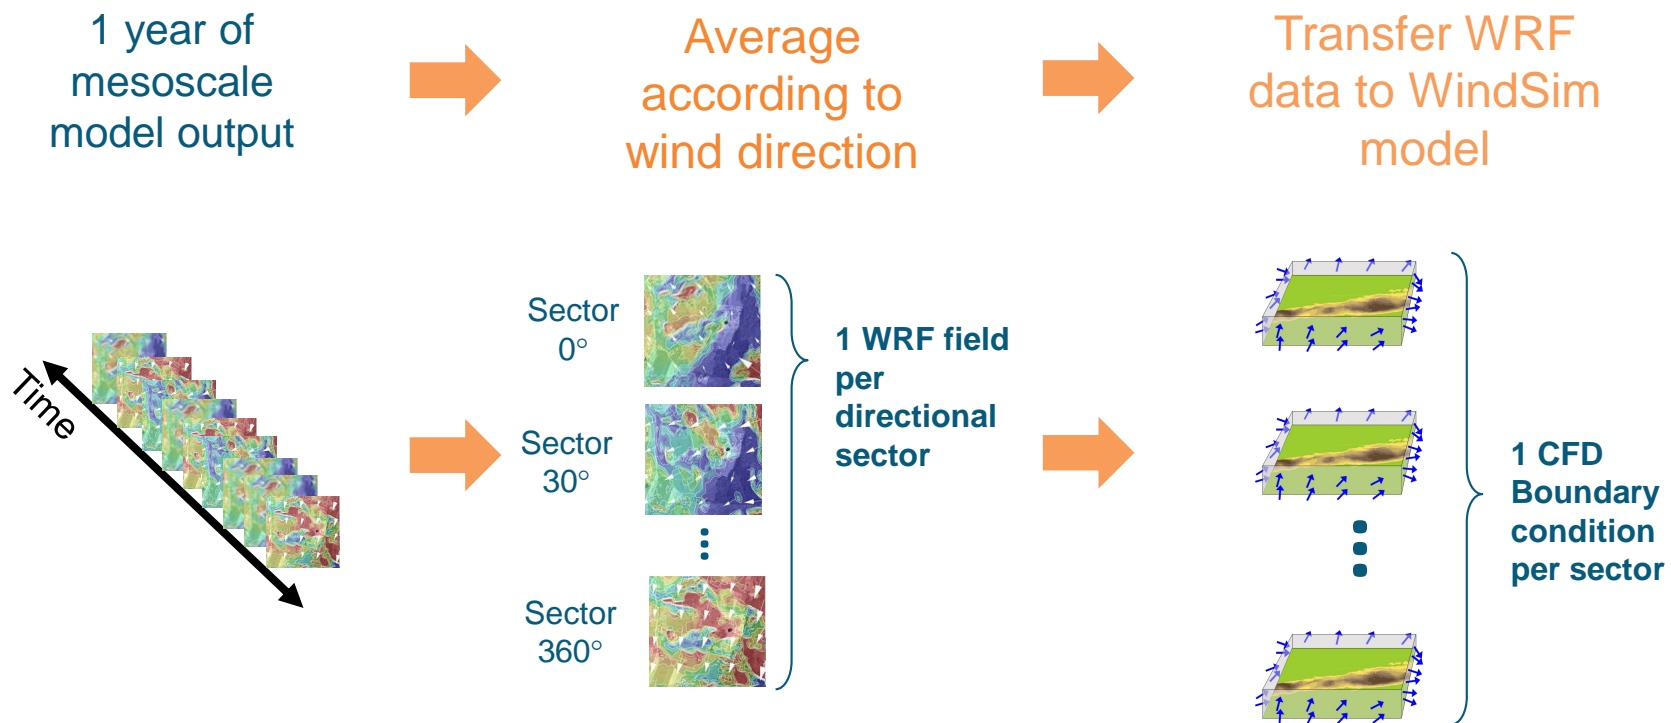 1 year of
mesoscale
model output
Average
according to
wind direction
Transfer WRF
data to WindSim
model
Time
Sector
0°
Sector
30°
Sector
360°
1 WRF field
per
directional
sector
1 CFD
Boundary
condition
per sector